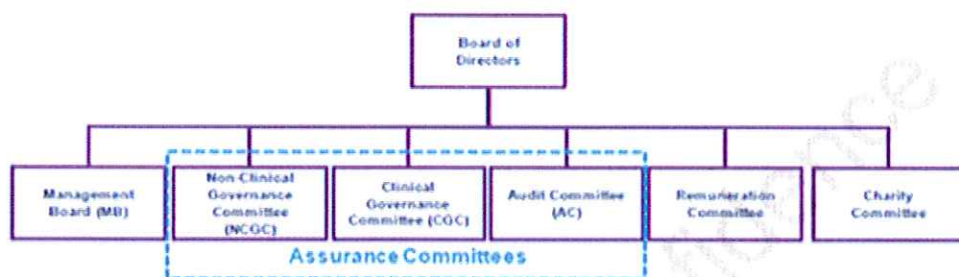 Board of
Directors
Management
Board (MB)
Non Clinical
Governance
Committee
(NCGC)
Clinical
Governance
Committee (CGC)
Audit Committee
(AC)
Remuneration
Committee
Charity
Committee
Assurance Committees